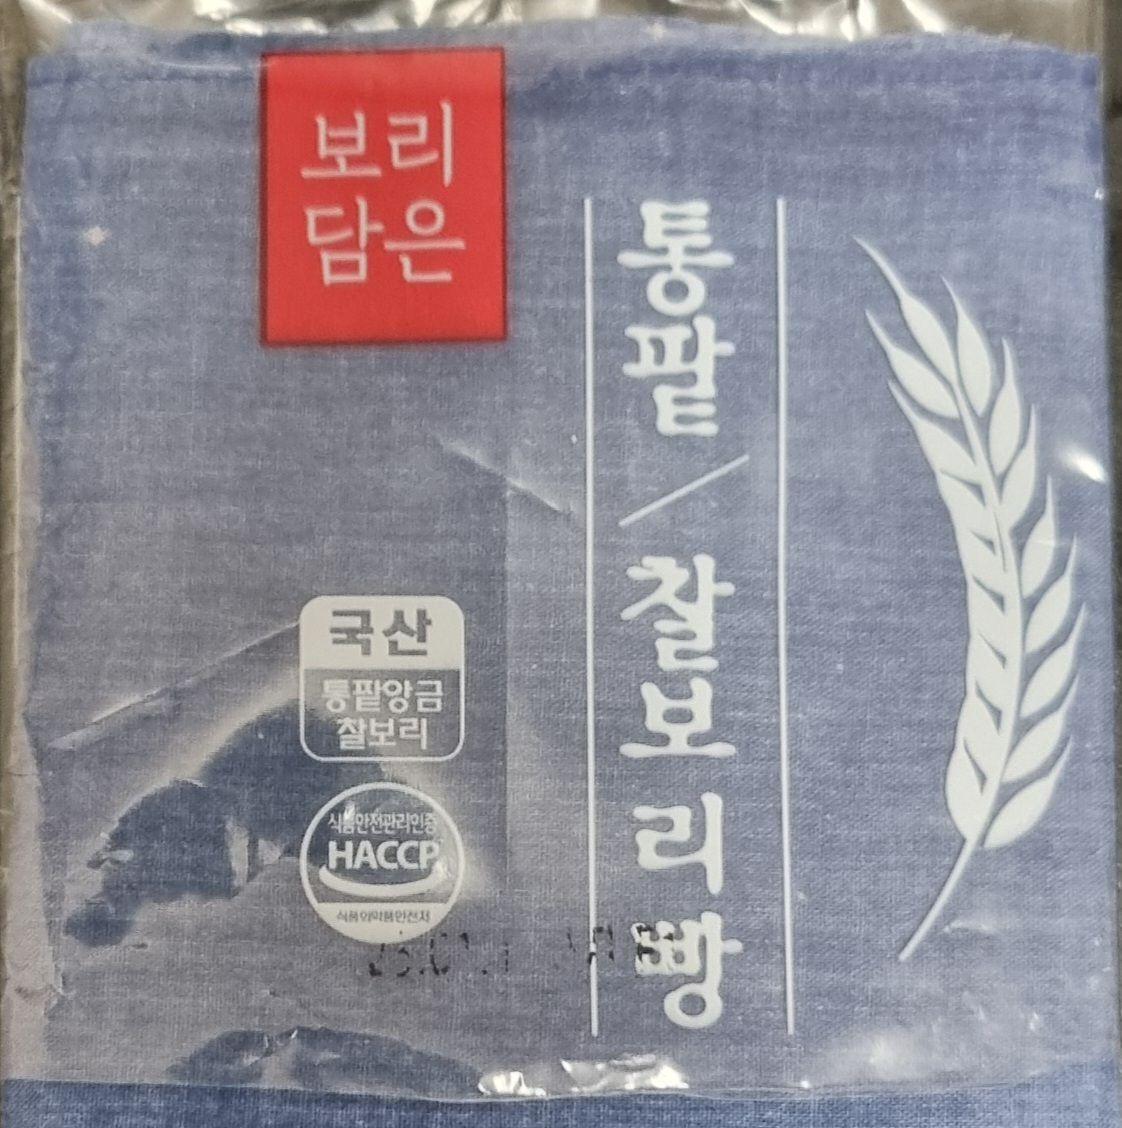 보리
담은
통팥/찰보리빵
국산
통팥앙금
찰보리
식품안전관리인증
HACCP
식품의약품안전처